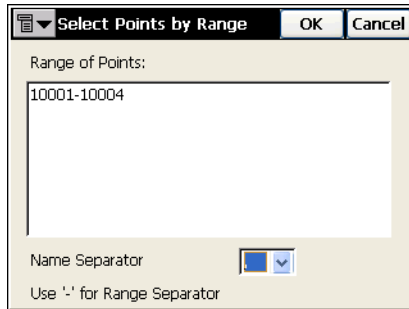 Select Points by Range OK Cancel
Range of Points:
10001-10004
Name Separator
Use '-' for Range Separator